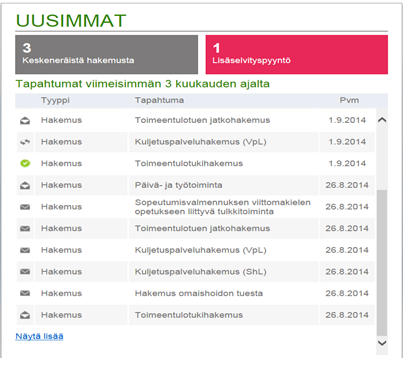 UUSIMMAT
3
Keskeneräistä hakemusta
1
Lisäselvityspyyntö
Tapahtumat viimeisimmän 3 kuukauden ajalta
Tyyppi Tapahtuma Pvm
Hakemus Toimeentulotuen jatkohakemus 1.9.2014
Hakemus Kuljetuspalveluhakemus (VpL) 1.9.2014
Hakemus Toimeentulotukihakemus 1.9.2014
Hakemus Päivä- ja työtoiminta 26.8.2014
Hakemus Sopeutumisvalmennuksen viittomakielen
opetukseen liittyvä tulkkitoiminta 26.8.2014
Hakemus Toimeentulotuen jatkohakemus 26.8.2014
Hakemus Kuljetuspalveluhakemus (VpL) 26.8.2014
Hakemus Kuljetuspalveluhakemus (ShL) 26.8.2014
Hakemus Hakemus omaishoidon tuesta 26.8.2014
Hakemus Toimeentulotukihakemus 26.8.2014
Näytä lisää